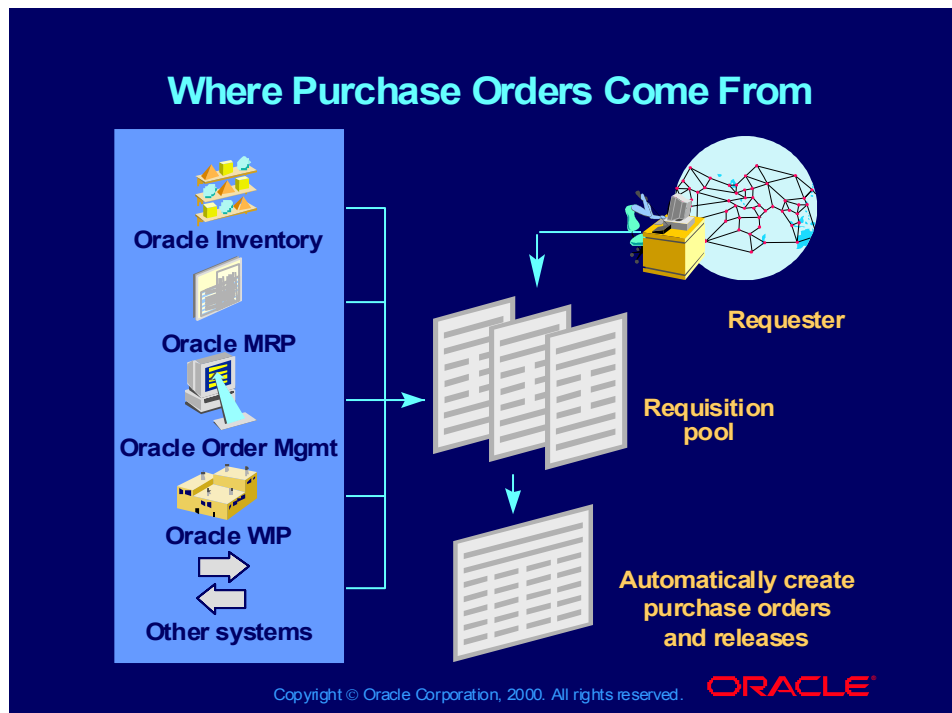 Where Purchase Orders Come From
Oracle Inventory
Oracle MRP
Oracle Order Mgmt
Oracle WIP
Other systems
Requester
Requisition
pool
Automatically create
purchase orders
and releases
Copyright © Oracle Corporation, 2000. All rights reserved.
ORACLE®